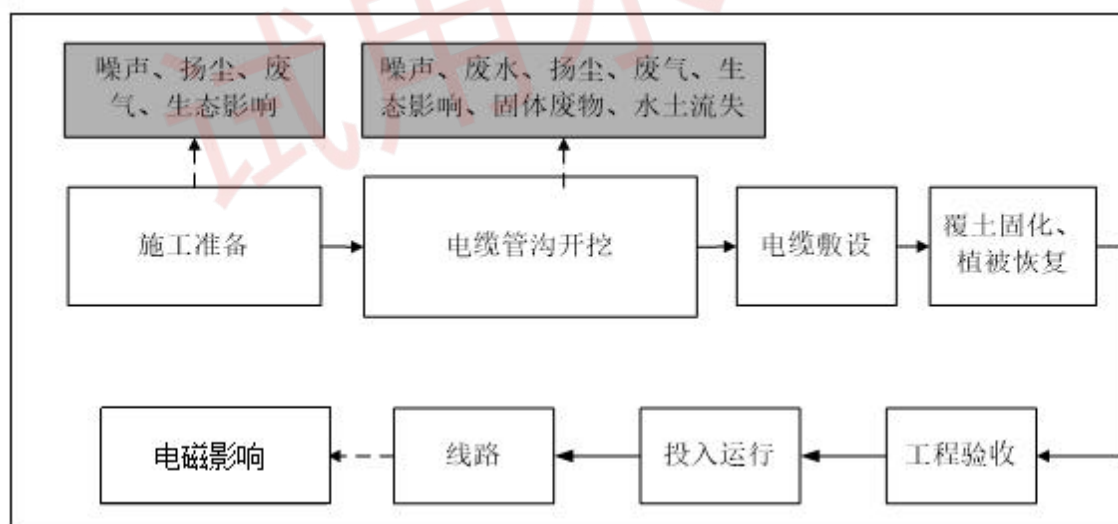 噪声、扬尘、废
气、生态影响
噪声、废水、扬尘、废气、生
态影响、固体废物、水土流失
施工准备
电缆管沟开挖
电缆敷设
覆土固化、
植被恢复
电磁影响
线路
投入运行
工程验收
试用